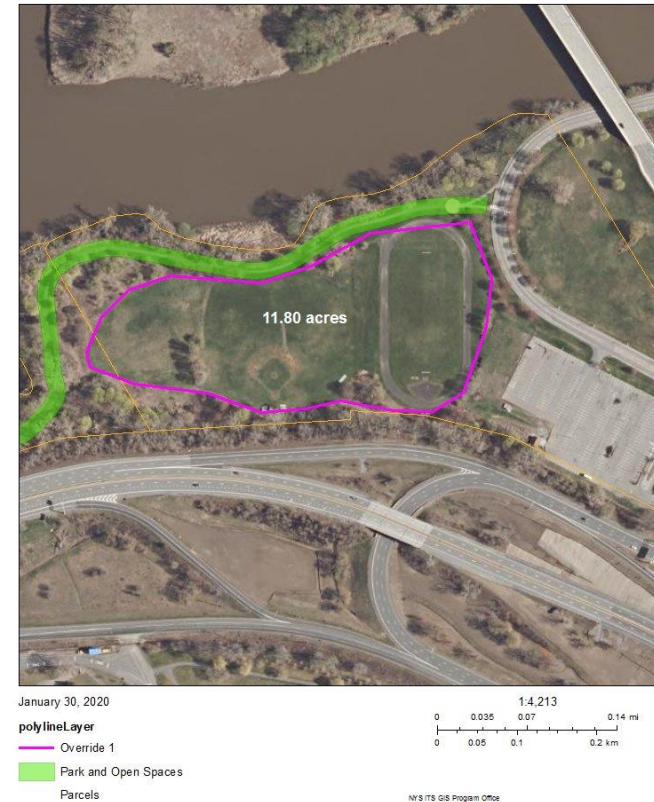 11.80 acres
January 30, 2020
1:4,213
0 0.035 0.07 0.14 mi
0 0.05 0.1 0.2 km
polylineLayer
Override 1
Park and Open Spaces
Parcels
NYS ITS GIS Program Office